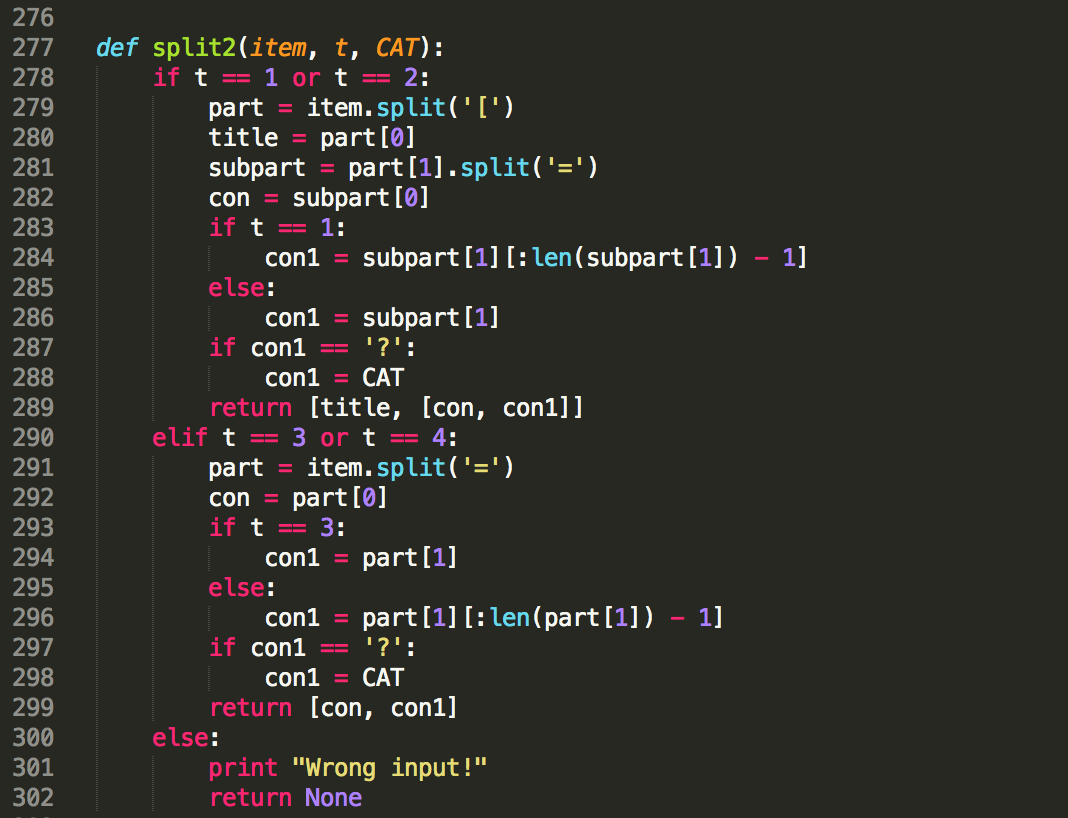 276
277 def split2(item, t, CAT):
278 if t == 1 or t == 2:
279 part = item.split('[')
280 title = part[0]
281 subpart = part[1].split('=')
282 con = subpart[0]
283 if t == 1:
284 con1 = subpart[1][:len(subpart[1]) - 1]
285 else:
286 con1 = subpart[1]
287 if con1 == '?':
288 con1 = CAT
289 return [title, [con, con1]]
290 elif t == 3 or t == 4:
291 part = item.split('=')
292 con = part[0]
293 if t == 3:
294 con1 = part[1]
295 else:
296 con1 = part[1][:len(part[1]) - 1]
297 if con1 == '?':
298 con1 = CAT
299 return [con, con1]
300 else:
301 print "Wrong input!"
302 return None